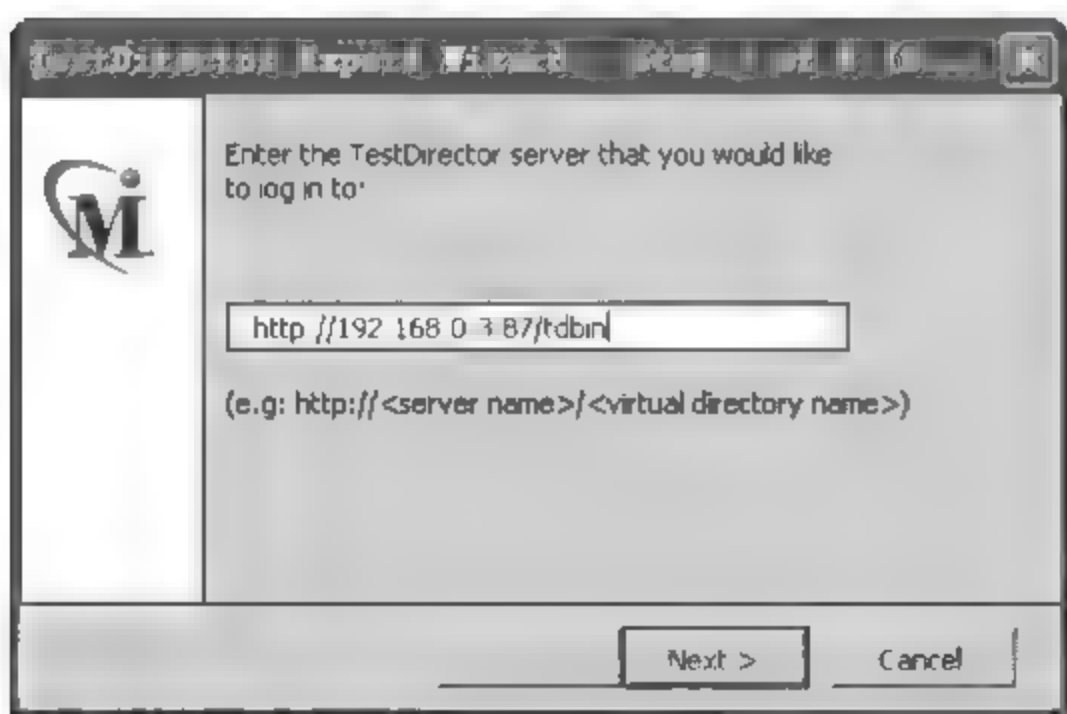 Enter the TestDirector server that you would like
to log in to:
http //192 168 0 3 87/tdbin
(e.g: http://<server name>/<virtual directory name>)
Next >
Cancel